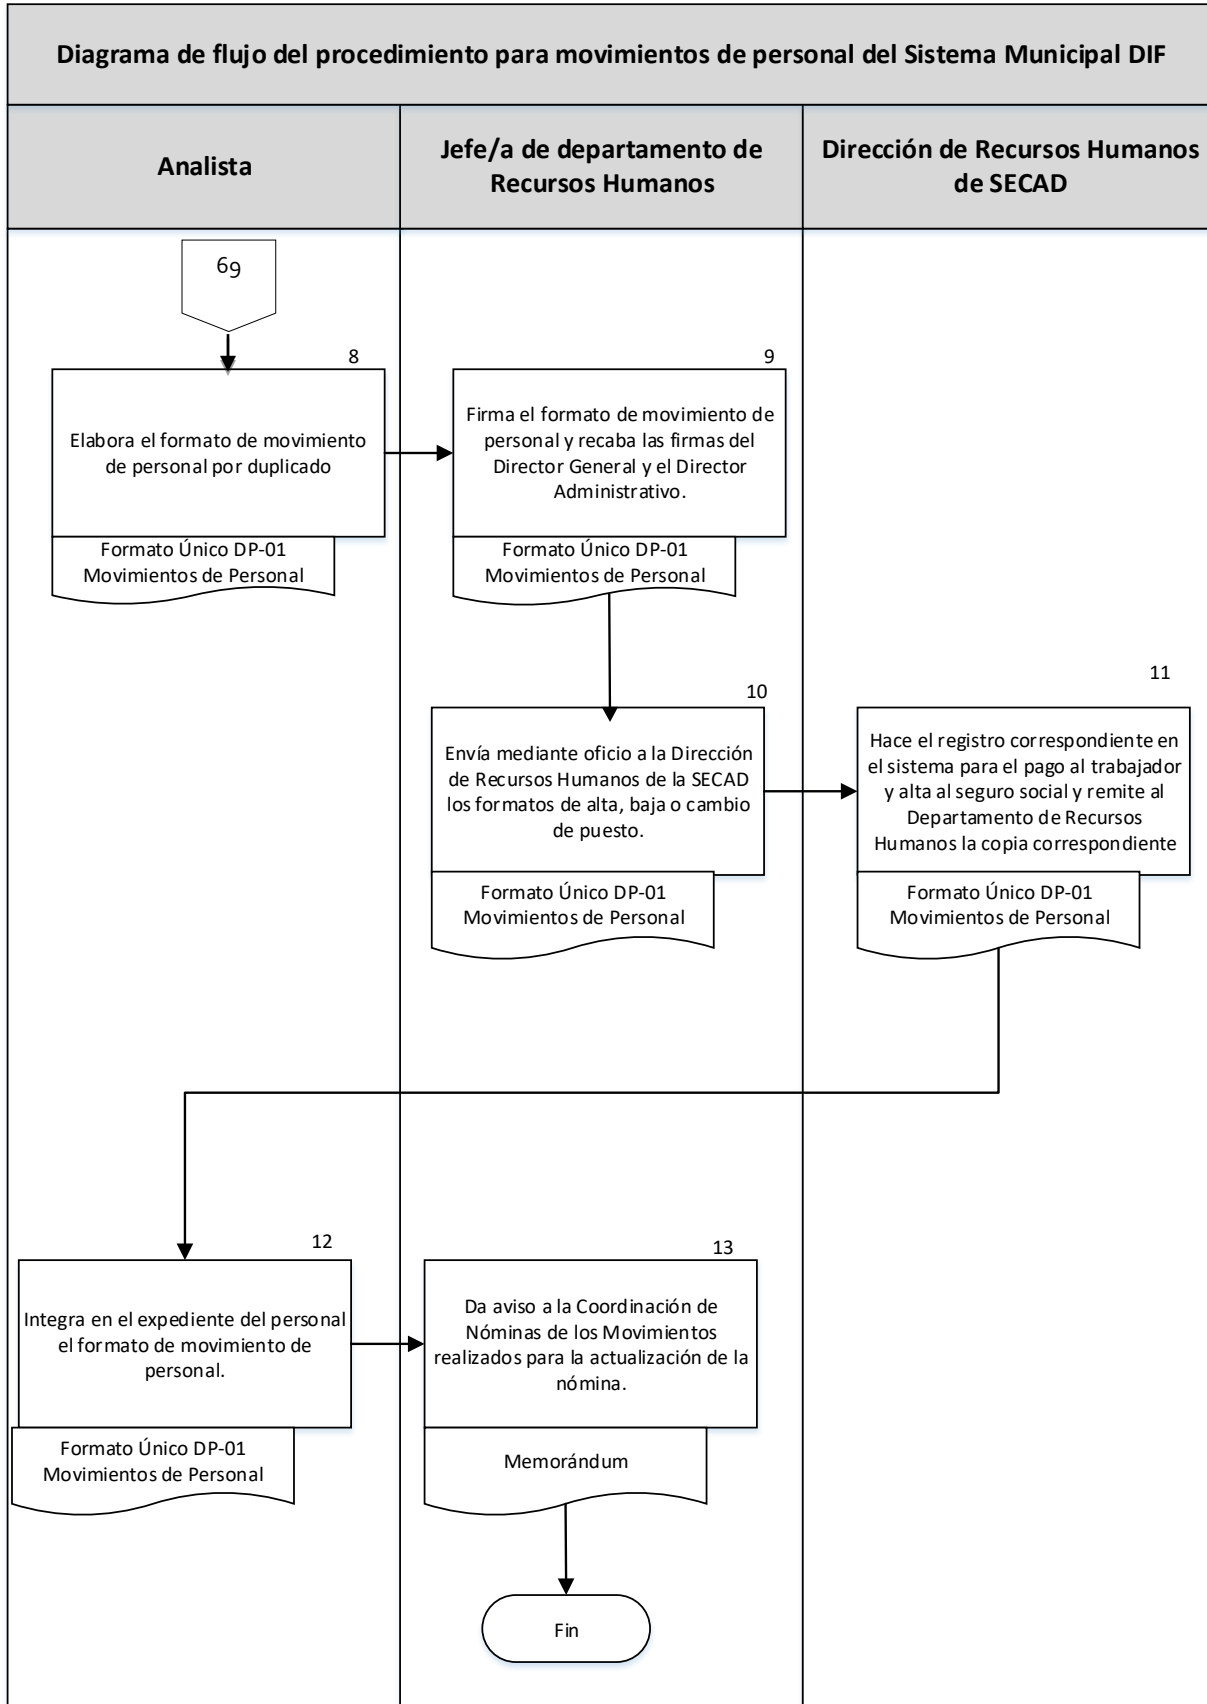 Diagrama de flujo del procedimiento para movimientos de personal del Sistema Municipal DIF
Analista
Jefe/a de departamento de
Recursos Humanos
Dirección de Recursos Humanos
de SECAD
69
8
Elabora el formato de movimiento
de personal por duplicado
Formato Único DP-01
Movimientos de Personal
9
Firma el formato de movimiento de
personal y recaba las firmas del
Director General y el Director
Administrativo.
Formato Único DP-01
Movimientos de Personal
10
Envía mediante oficio a la Dirección
de Recursos Humanos de la SECAD
los formatos de alta, baja o cambio
de puesto.
Formato Único DP-01
Movimientos de Personal
11
Hace el registro correspondiente en
el sistema para el pago al trabajador
y alta al seguro social y remite al
Departamento de Recursos
Humanos la copia correspondiente
Formato Único DP-01
Movimientos de Personal
12
Integra en el expediente del personal
el formato de movimiento de
personal.
Formato Único DP-01
Movimientos de Personal
13
Da aviso a la Coordinación de
Nóminas de los Movimientos
realizados para la actualización de la
nómina.
Memorándum
Fin